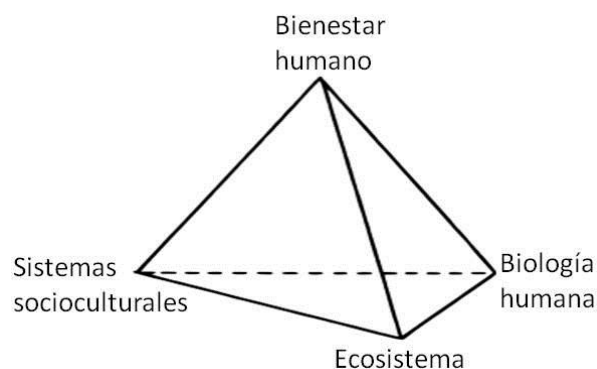 Bienestar
humano
Sistemas
socioculturales
Biología
humana
Ecosistema